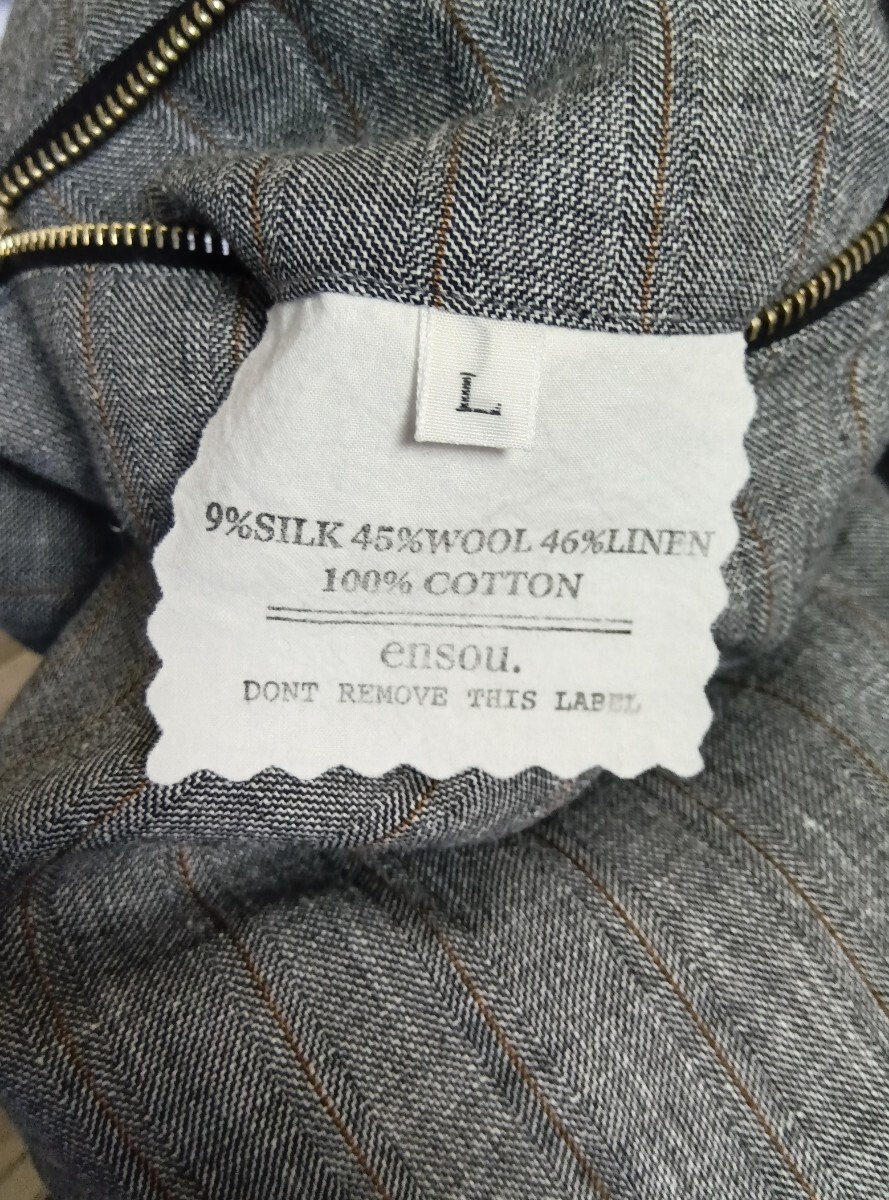 L
9%SILK 45%WOOL 46%LINEN
100% COTTON
ensou.
DONT REMOVE THIS LABEL